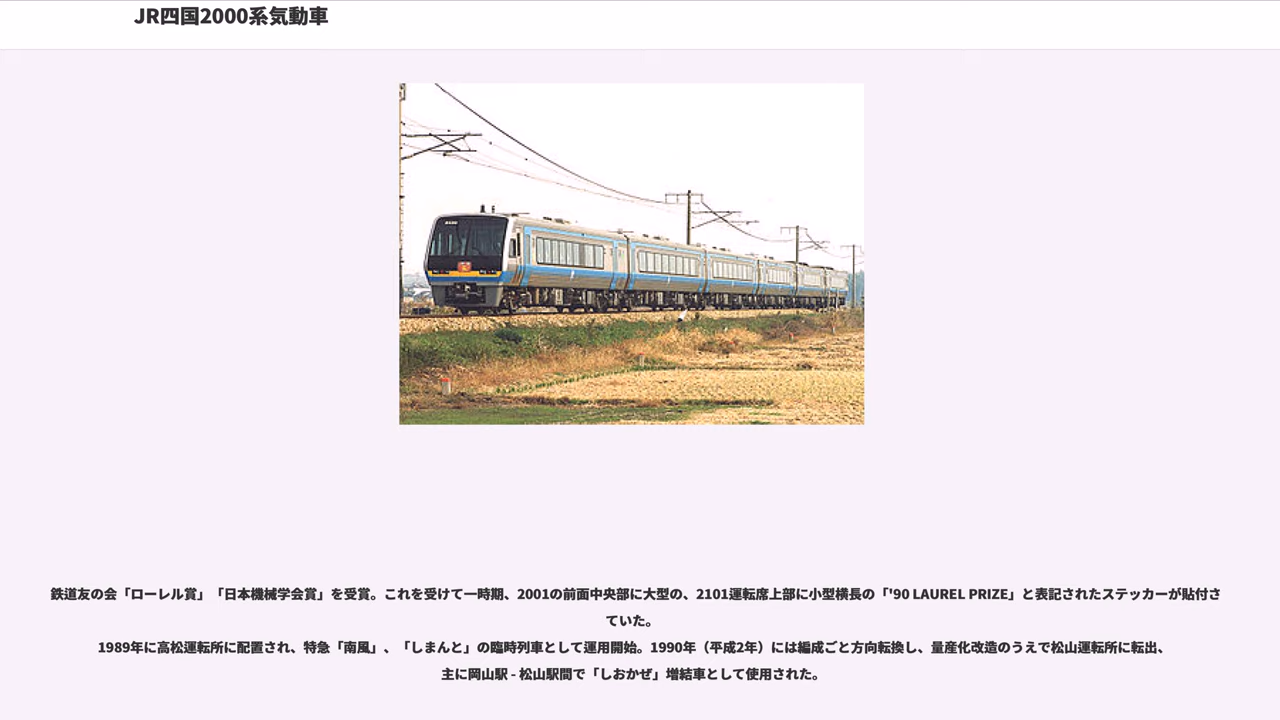 JR四国2000系気動車
鉄道友の会「ローレル賞」「日本機械学会賞」を受賞。これを受けて一時期、2001の前面中央部に大型の、2101運転席上部に小型横長の「'90 LAUREL PRIZE」と表記されたステッカーが貼付さ
ていた。
1989年に高松運転所に配置され、特急「南風」、「しまんと」の臨時列車として運用開始。1990年（平成2年）には編成ごと方向転換し、量産化改造のうえで松山運転所に転出、
主に岡山駅 - 松山駅間で「しおかぜ」増結車として使用された。